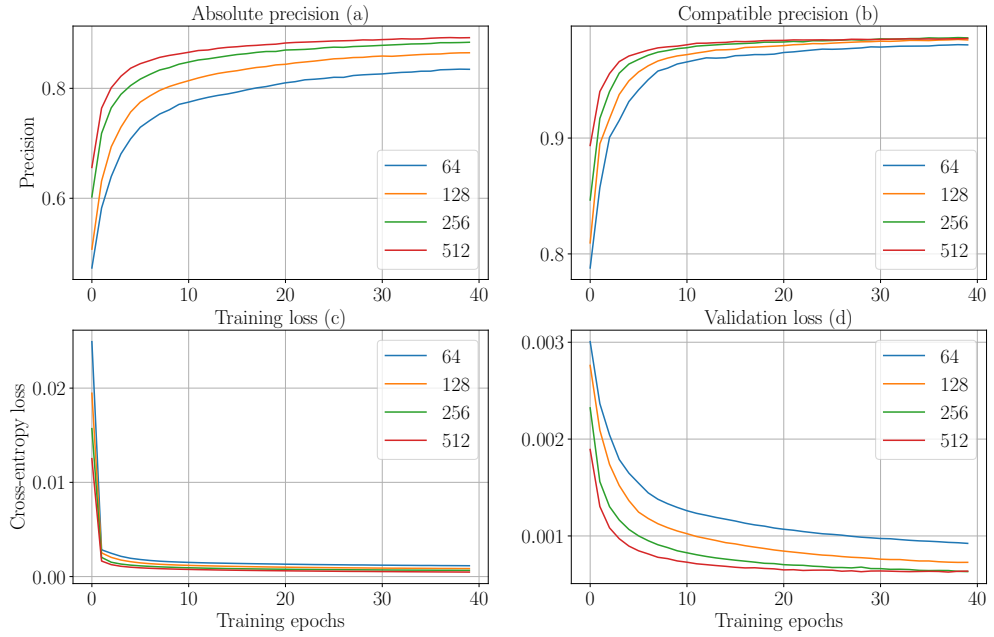 Absolute precision (a)
Precision
0.8
0.6
0 10 20 30 40
64
128
256
512
Compatible precision (b)
0.9
0.8
0 10 20 30 40
64
128
256
512
Training loss (c)
Cross-entropy loss
0.02
0.01
0.00
0 10 20 30 40
Training epochs
64
128
256
512
Validation loss (d)
0.003
0.002
0.001
0 10 20 30 40
Training epochs
64
128
256
512